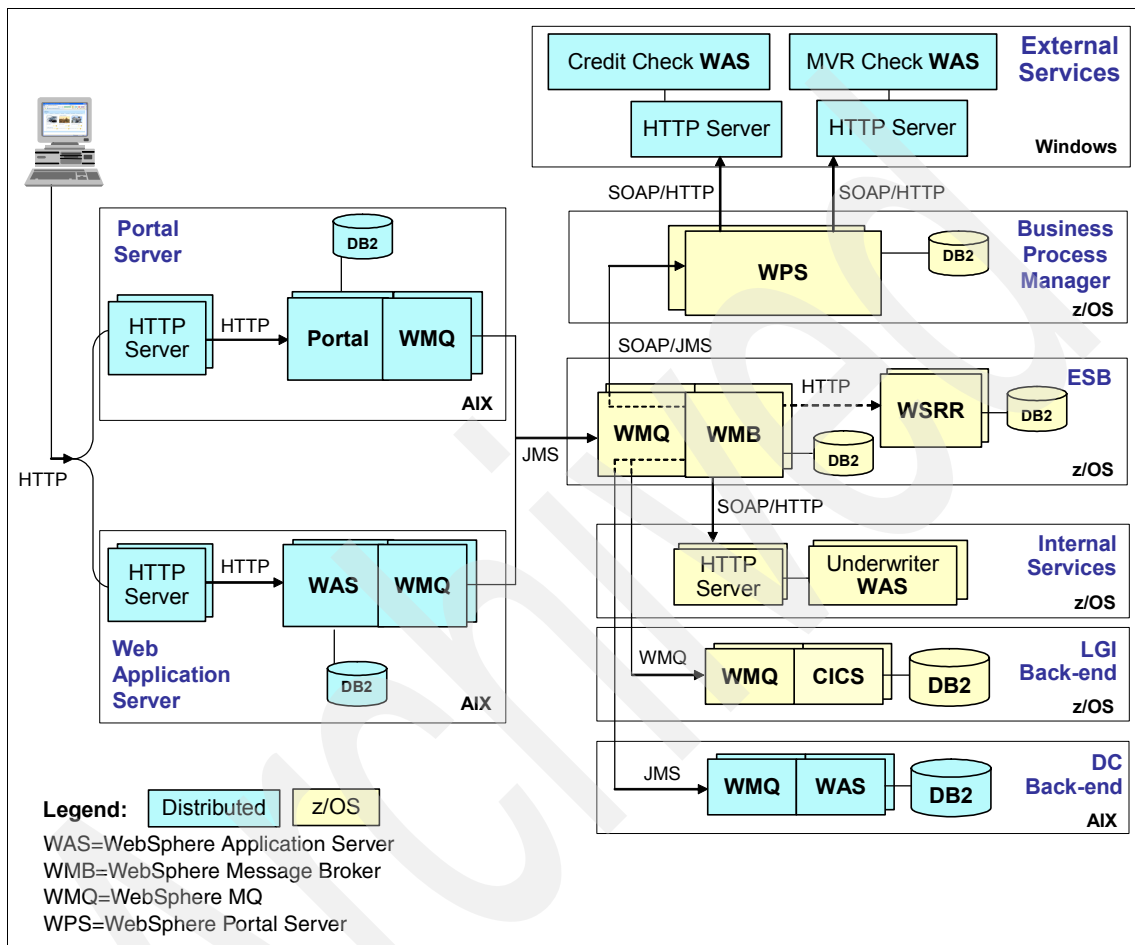 Credit Check WAS
MVR Check WAS
External
Services
HTTP Server
HTTP Server
Windows
SOAP/HTTP
SOAP/HTTP
Portal
Server
DB2
HTTP
Server
HTTP
Portal
WMQ
AIX
Business
Process
Manager
WPS
DB2
z/OS
SOAP/JMS
ESB
HTTP
WMQ
WMB
WSRR
DB2
DB2
z/OS
HTTP
JMS
SOAP/HTTP
HTTP
Server
HTTP
WAS
WMQ
Web
Application
Server
DB2
AIX
HTTP
Server
Underwriter
WAS
Internal
Services
z/OS
WMQ
WMQ
CICS
DB2
LGI
Back-end
z/OS
JMS
WMQ
WAS
DB2
DC
Back-end
AIX
Legend:
Distributed
z/OS
WAS=WebSphere Application Server
WMB=WebSphere Message Broker
WMQ=WebSphere MQ
WPS=WebSphere Portal Server
Archived